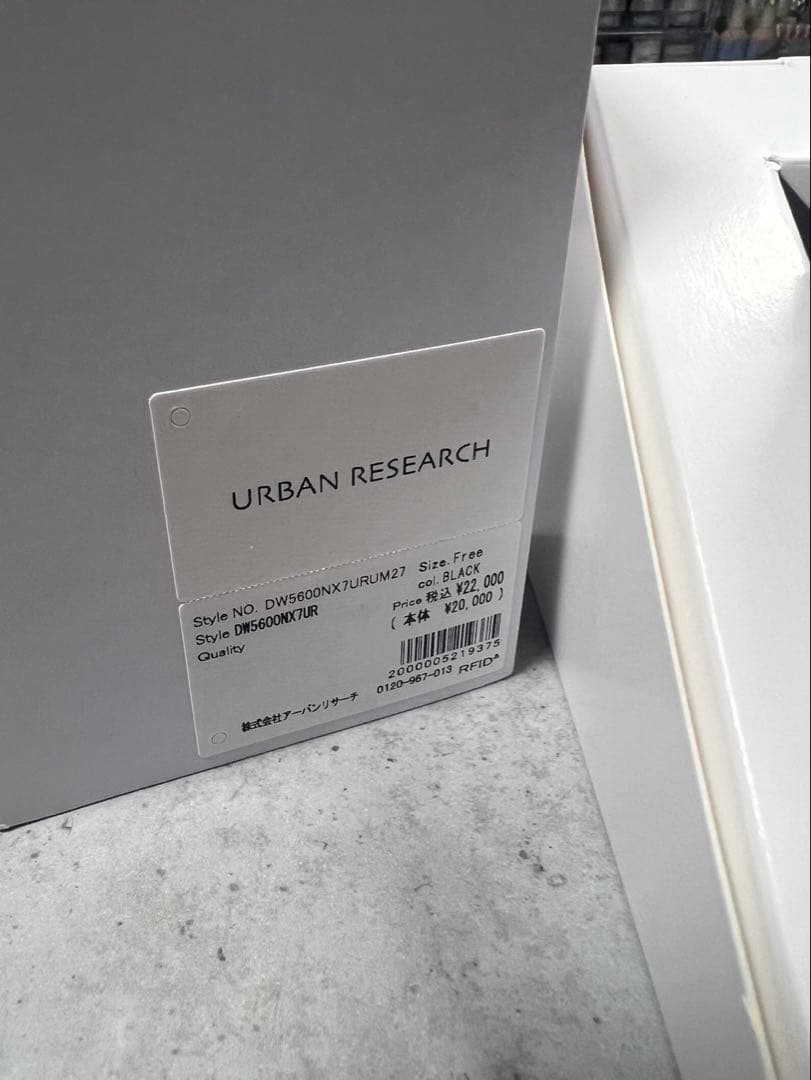 URBAN RESEARCH
Style NO. DW5600NX7URUM27 Size.Free
Style DW5600NX7UR col.BLACK
Quality Price 税込 ¥22,000
( 本体 ¥20,000 )
2000005219375
株式会社アーバンリサーチ 0120-967-013 RFID